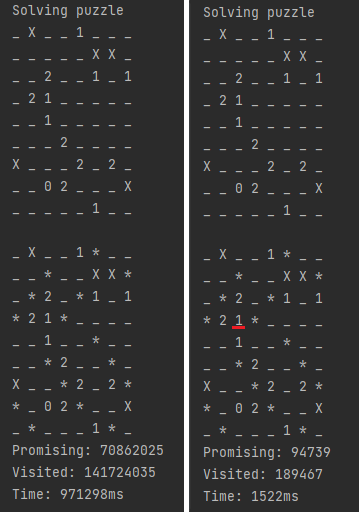 Solving puzzle
_ X _ _ 1 _ _ _
_ _ _ _ _ X X _
_ _ 2 _ _ 1 _ 1
_ 2 1 _ _ _ _ _
_ _ 1 _ _ _ _ _
_ _ _ 2 _ _ _ _
X _ _ _ 2 _ 2 _
_ _ 0 2 _ _ _ X
_ _ _ _ _ 1 _ _
_ X _ _ 1 * _ _
_ _ * _ _ X X *
_ * 2 _ * 1 _ 1
* 2 1 * _ _ _ _
_ _ 1 _ _ * _ _
_ _ * 2 _ _ * _
X _ _ * 2 _ 2 *
* _ 0 2 * _ _ X
_ * _ _ _ 1 * _
Promising: 70862025
Visited: 141724035
Time: 971298ms
Solving puzzle
_ X _ _ 1 _ _ _
_ _ _ _ _ X X _
_ _ 2 _ _ 1 _ 1
_ 2 1 _ _ _ _ _
_ _ 1 _ _ _ _ _
_ _ _ 2 _ _ _ _
X _ _ _ 2 _ 2 _
_ _ 0 2 _ _ _ X
_ _ _ _ _ 1 _ _
_ X _ _ 1 * _ _
_ _ * _ _ X X *
_ * 2 _ * 1 _ 1
* 2 1 * _ _ _ _
_ _ 1 _ _ * _ _
_ _ * 2 _ _ * _
X _ _ * 2 _ 2 *
* _ 0 2 * _ _ X
_ * _ _ _ 1 * _
Promising: 94739
Visited: 189467
Time: 1522ms